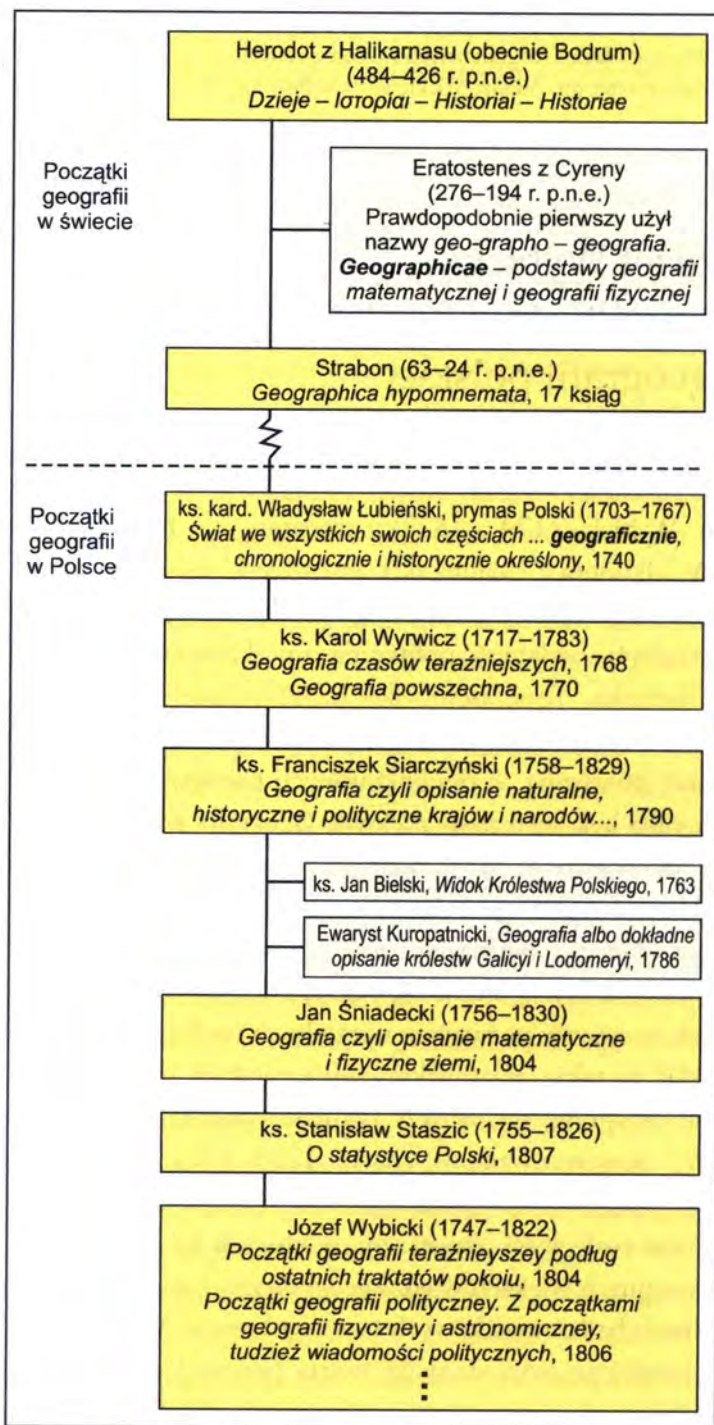 Herodot z Halikarnasu (obecnie Bodrum)
(484–426 r. p.n.e.)
Dzieje – Ιστορίαι – Historiai – Historiae
Początki
geografii
w świecie
Eratostenes z Cyreny
(276–194 r. p.n.e.)
Prawdopodobnie pierwszy użył
nazwy geo-grapho – geografia.
Geographicae – podstawy geografii
matematycznej i geografii fizycznej
Strabon (63–24 r. p.n.e.)
Geographica hypomnemata, 17 ksiąg
Początki
geografii
w Polsce
ks. kard. Władysław Łubieński, prymas Polski (1703–1767)
Świat we wszystkich swoich częściach ... geograficznie,
chronologicznie i historycznie określony, 1740
ks. Karol Wyrwicz (1717–1783)
Geografia czasów teraźniejszych, 1768
Geografia powszechna, 1770
ks. Franciszek Siarczyński (1758–1829)
Geografia czyli opisanie naturalne,
historyczne i polityczne krajów i narodów..., 1790
ks. Jan Bielski, Widok Królestwa Polskiego, 1763
Ewaryst Kuropatnicki, Geografia albo dokładne
opisanie królestw Galicyi i Lodomeryi, 1786
Jan Śniadecki (1756–1830)
Geografia czyli opisanie matematyczne
i fizyczne ziemi, 1804
ks. Stanisław Staszic (1755–1826)
O statystyce Polski, 1807
Józef Wybicki (1747–1822)
Początki geografii teraźnieyszey podług
ostatnich traktatów pokoiu, 1804
Początki geografii polityczney. Z początkami
geografii fizyczney i astronomiczney,
tudzież wiadomości politycznych, 1806